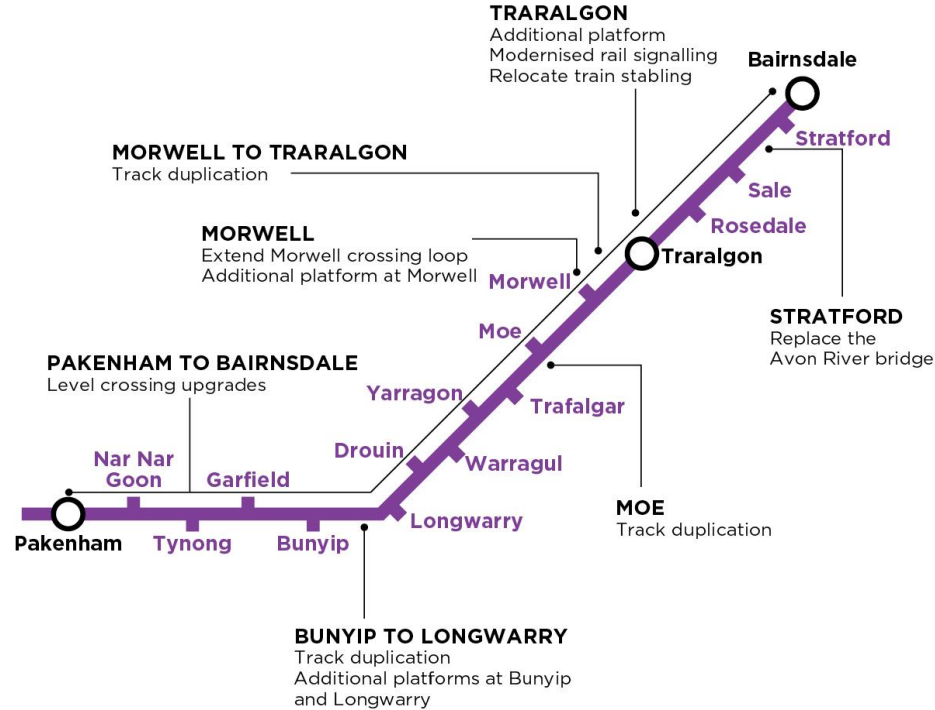 TRARALGON
Additional platform
Modernised rail signalling
Relocate train stabling
Bairnsdale
Stratford
MORWELL TO TRARALGON
Track duplication
Sale
Rosedale
MORWELL
Extend Morwell crossing loop
Additional platform at Morwell
Traralgon
Morwell
STRATFORD
Replace the
Avon River bridge
Moe
PAKENHAM TO BAIRNSDALE
Level crossing upgrades
Yarragon
Trafalgar
Drouin
Warragul
Nar Nar
Goon
Garfield
MOE
Track duplication
Longwarry
Pakenham
Tynong
Bunyip
BUNYIP TO LONGWARRY
Track duplication
Additional platforms at Bunyip
and Longwarry